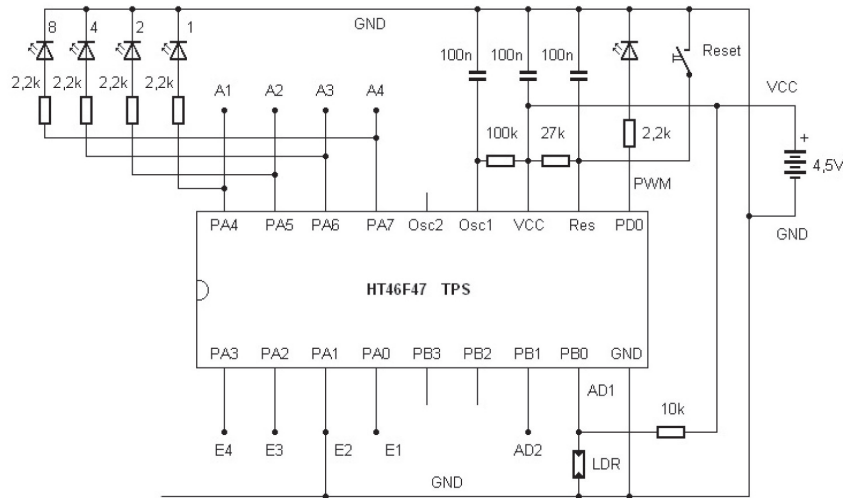 GND
8 4 2 1
2,2k 2,2k 2,2k 2,2k
A1 A2 A3 A4
100n 100n 100n
Reset
VCC
100k 27k 2,2k
+
4,5V
PWM
GND
PA4 PA5 PA6 PA7 Osc2 Osc1 VCC Res PD0
HT46F47 TPS
PA3 PA2 PA1 PA0 PB3 PB2 PB1 PB0 GND
AD1
10k
E4 E3 E2 E1 AD2
LDR
GND